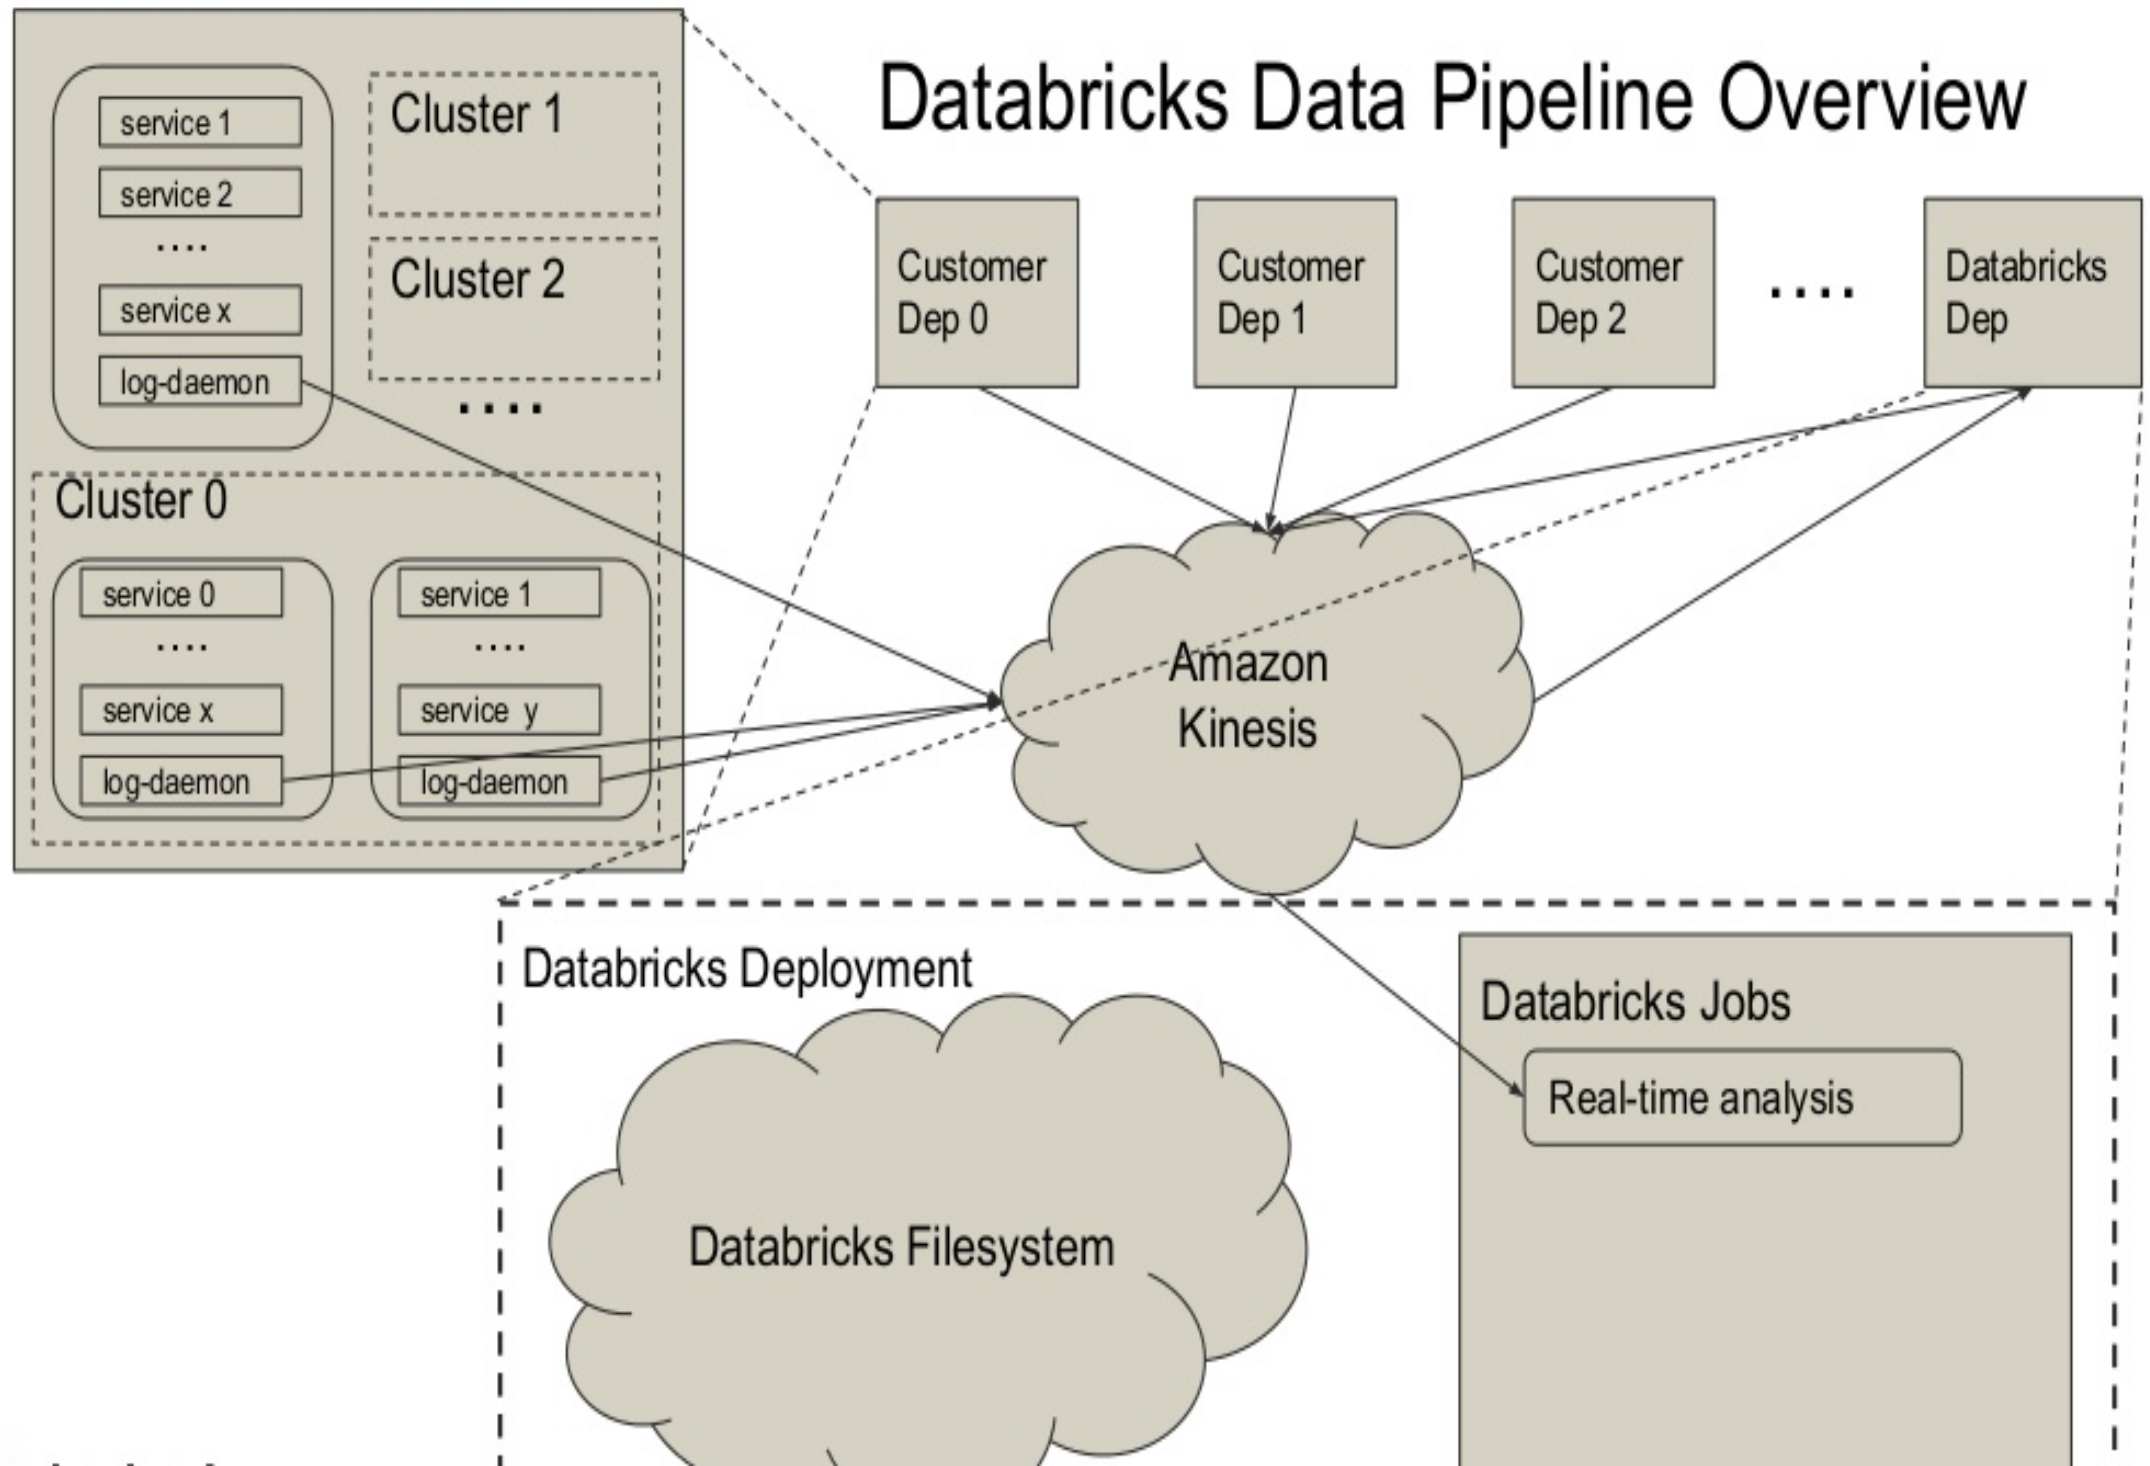 Databricks Data Pipeline Overview
service 1
service 2
....
service x
log-daemon
Cluster 1
Cluster 2
....
Cluster 0
service 0
....
service x
log-daemon
service 1
....
service y
log-daemon
Customer
Dep 0
Customer
Dep 1
Customer
Dep 2
....
Databricks
Dep
Amazon
Kinesis
Databricks Deployment
Databricks Filesystem
Databricks Jobs
Real-time analysis